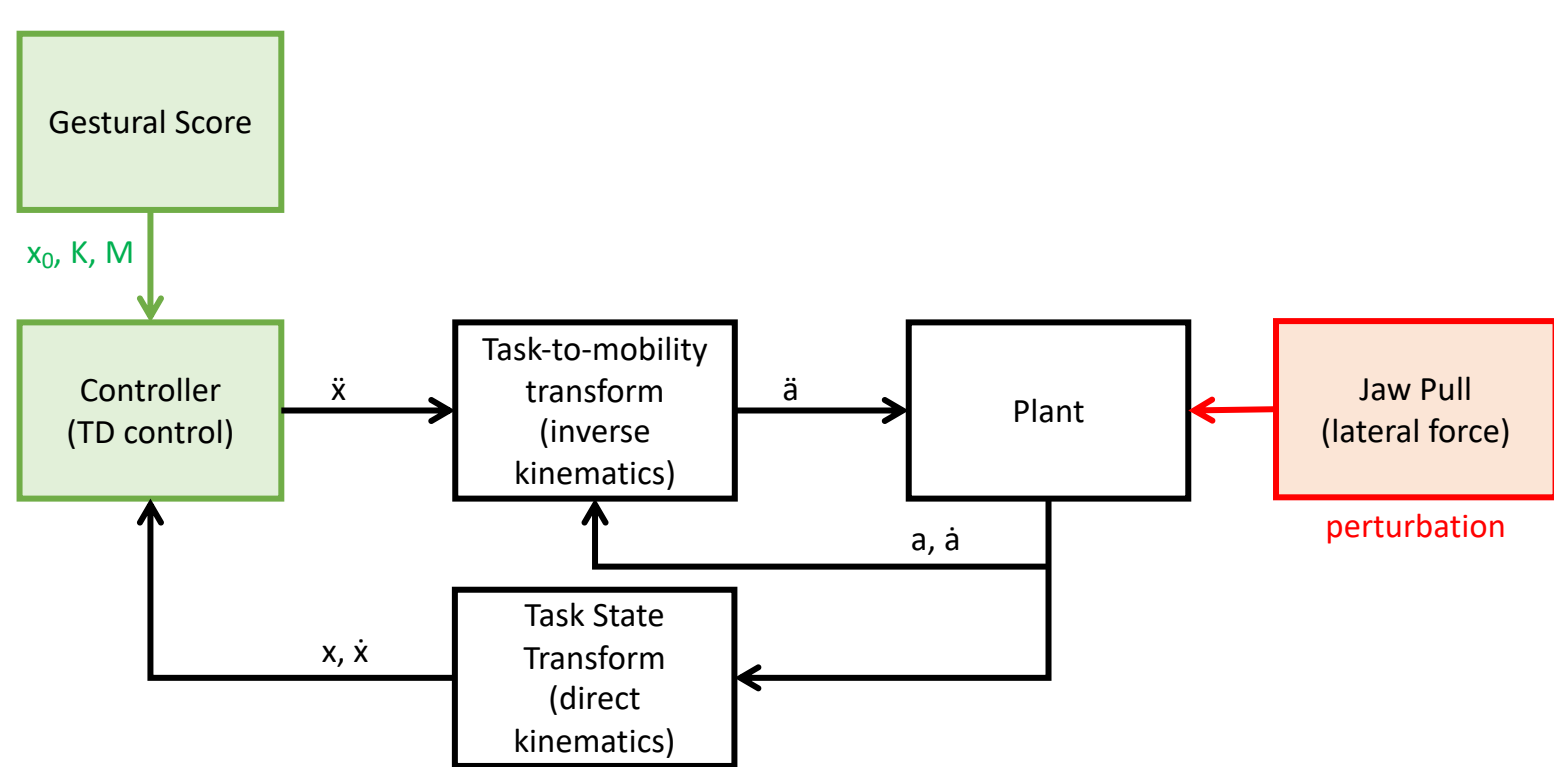 Gestural Score
x₀, K, M
Controller
(TD control)
ẍ
Task-to-mobility
transform
(inverse
kinematics)
ä
Plant
Jaw Pull
(lateral force)
perturbation
a, ȧ
Task State
Transform
(direct
kinematics)
x, ẋ